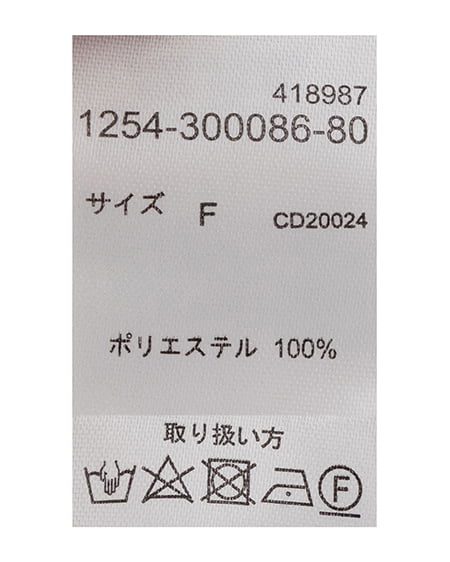 418987
1254-300086-80
サイズ F CD20024
ポリエステル 100%
取り扱い方
F